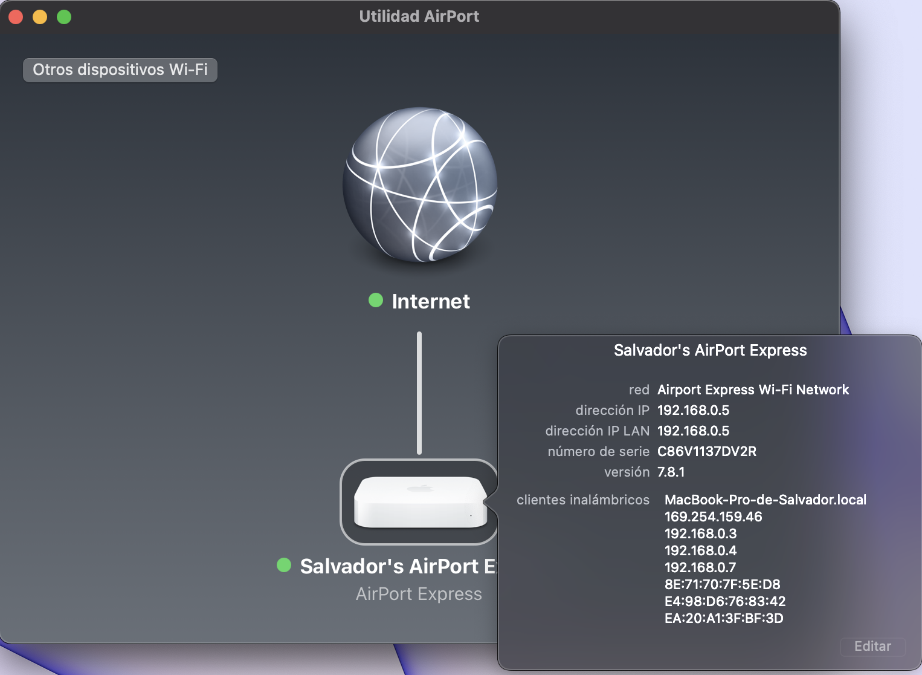 Utilidad AirPort
Otros dispositivos Wi-Fi
Internet
Salvador's AirPort E
AirPort Express
Salvador's AirPort Express
red Airport Express Wi-Fi Network
dirección IP 192.168.0.5
dirección IP LAN 192.168.0.5
número de serie C86V1137DV2R
versión 7.8.1
clientes inalámbricos MacBook-Pro-de-Salvador.local
169.254.159.46
192.168.0.3
192.168.0.4
192.168.0.7
8E:71:70:7F:5E:D8
E4:98:D6:76:83:42
EA:20:A1:3F:BF:3D
Editar